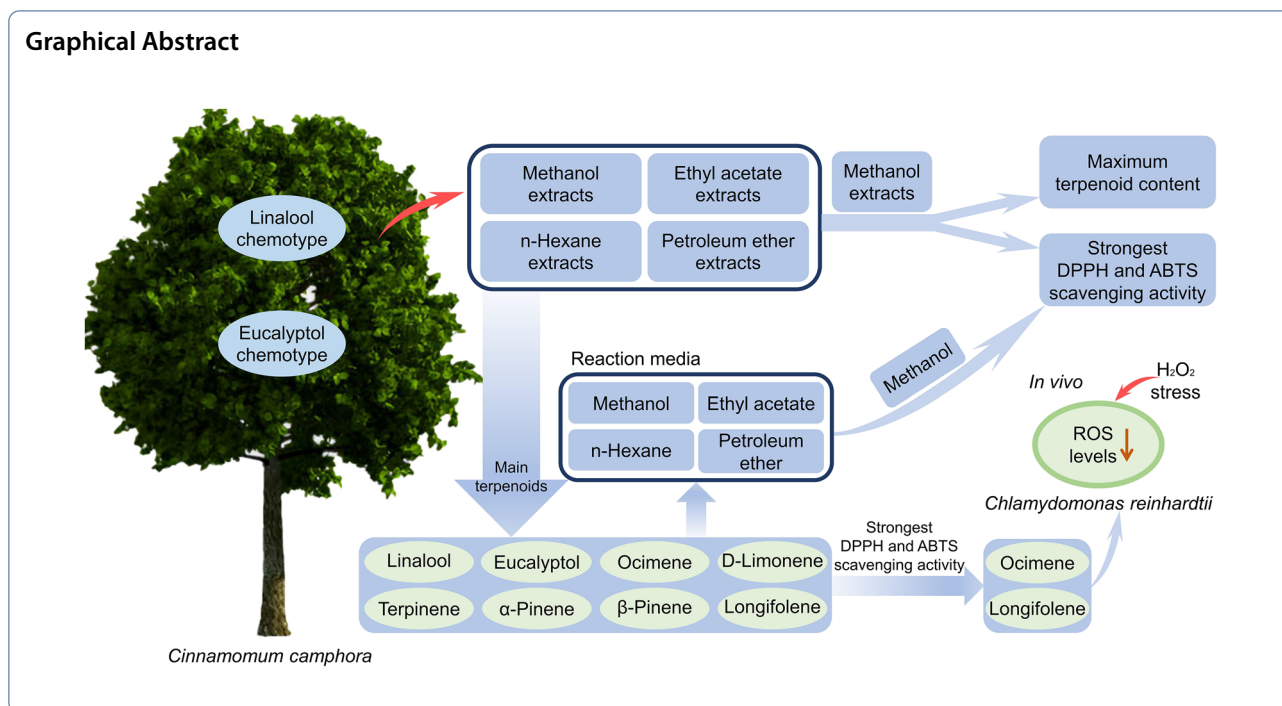 Graphical Abstract
Linalool
chemotype
Eucalyptol
chemotype
Cinnamomum camphora
Methanol
extracts
Ethyl acetate
extracts
n-Hexane
extracts
Petroleum ether
extracts
Methanol
extracts
Maximum
terpenoid content
Strongest
DPPH and ABTS
scavenging activity
Main
terpenoids
Reaction media
Methanol
Ethyl acetate
n-Hexane
Petroleum
ether
Methanol
In vivo
H₂O₂
stress
ROS
levels
Chlamydomonas reinhardtii
Linalool
Eucalyptol
Ocimene
D-Limonene
Terpinene
α-Pinene
β-Pinene
Longifolene
Strongest
DPPH and ABTS
scavenging activity
Ocimene
Longifolene